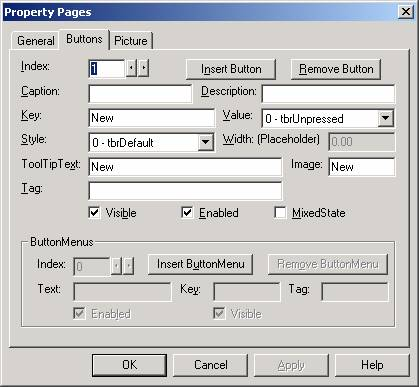 Property Pages
General Buttons Picture
Index: 1 Insert Button Remove Button
Caption: Description:
Key: New Value: 0 - tbrUnpressed
Style: 0 - tbrDefault Width: (Placeholder) 0.00
ToolTipText: New Image: New
Tag:
Visible Enabled MixedState
ButtonMenus
Index: 0 Insert ButtonMenu Remove ButtonMenu
Text: Key: Tag:
Enabled Visible
OK Cancel Apply Help